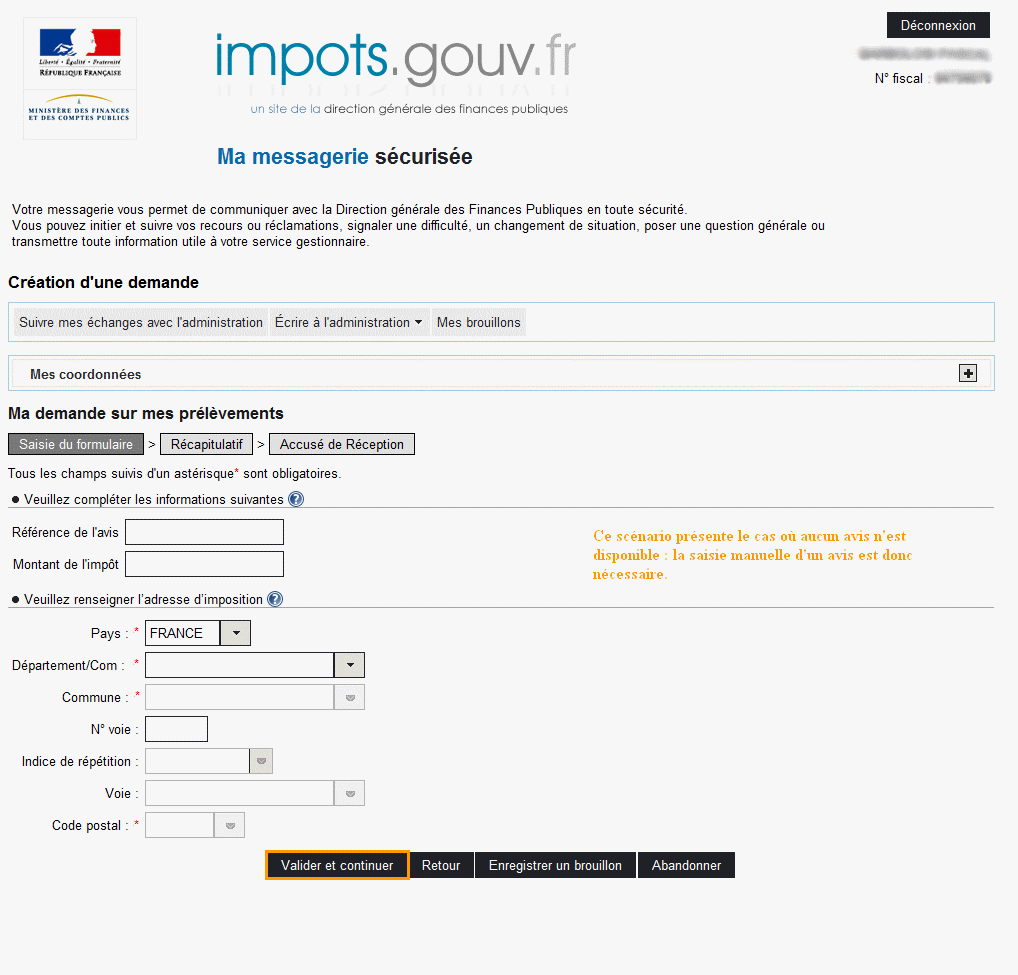 Déconnexion
N° fiscal :
Liberté • Égalité • Fraternité
RÉPUBLIQUE FRANÇAISE
MINISTÈRE DES FINANCES
ET DES COMPTES PUBLICS
impots.gouv.fr
un site de la direction générale des finances publiques
Ma messagerie sécurisée
Votre messagerie vous permet de communiquer avec la Direction générale des Finances Publiques en toute sécurité.
Vous pouvez initier et suivre vos recours ou réclamations, signaler une difficulté, un changement de situation, poser une question générale ou
transmettre toute information utile à votre service gestionnaire.
Création d'une demande
Suivre mes échanges avec l'administration Écrire à l'administration Mes brouillons
Mes coordonnées
Ma demande sur mes prélèvements
Saisie du formulaire > Récapitulatif > Accusé de Réception
Tous les champs suivis d'un astérisque* sont obligatoires.
● Veuillez compléter les informations suivantes ?
Référence de l'avis
Montant de l'impôt
Ce scénario présente le cas où aucun avis n'est
disponible : la saisie manuelle d'un avis est donc
nécessaire.
● Veuillez renseigner l'adresse d'imposition ?
Pays : * FRANCE
Département/Com : *
Commune : *
N° voie :
Indice de répétition :
Voie :
Code postal : *
Valider et continuer Retour Enregistrer un brouillon Abandonner